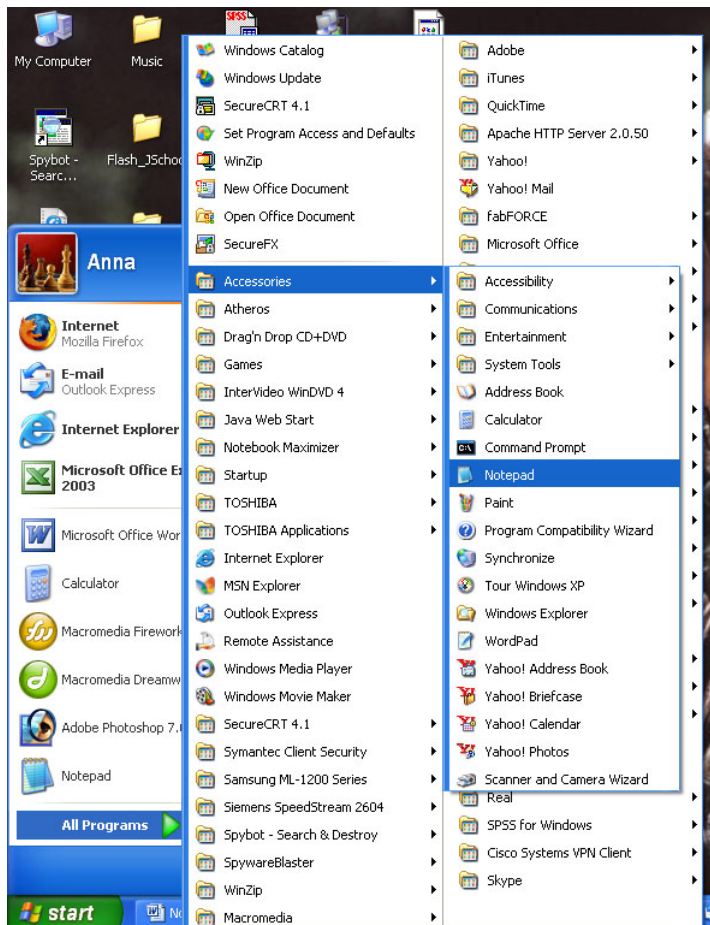 SPSS
My Computer
Music
Spybot -
Searc...
Flash_JSchoo
Anna
Internet
Mozilla Firefox
E-mail
Outlook Express
Internet Explorer
Microsoft Office Ex
2003
Microsoft Office Wor
Calculator
Macromedia Firework
Macromedia Dreamw
Adobe Photoshop 7.
Notepad
All Programs
start
Windows Catalog
Windows Update
SecureCRT 4.1
Set Program Access and Defaults
WinZip
New Office Document
Open Office Document
SecureFX
Accessories
Atheros
Drag'n Drop CD+DVD
Games
InterVideo WinDVD 4
Java Web Start
Notebook Maximizer
Startup
TOSHIBA
TOSHIBA Applications
Internet Explorer
MSN Explorer
Outlook Express
Remote Assistance
Windows Media Player
Windows Movie Maker
SecureCRT 4.1
Symantec Client Security
Samsung ML-1200 Series
Siemens SpeedStream 2604
Spybot - Search & Destroy
SpywareBlaster
WinZip
Macromedia
Adobe
iTunes
QuickTime
Apache HTTP Server 2.0.50
Yahoo!
Yahoo! Mail
fabFORCE
Microsoft Office
Accessibility
Communications
Entertainment
System Tools
Address Book
Calculator
Command Prompt
Notepad
Paint
Program Compatibility Wizard
Synchronize
Tour Windows XP
Windows Explorer
WordPad
Yahoo! Address Book
Yahoo! Briefcase
Yahoo! Calendar
Yahoo! Photos
Scanner and Camera Wizard
Real
SPSS for Windows
Cisco Systems VPN Client
Skype